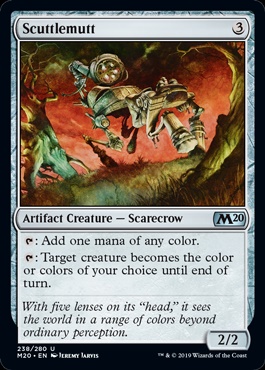 Scuttlemutt 3
Artifact Creature — Scarecrow M20
: Add one mana of any color.
: Target creature becomes the color
or colors of your choice until end of
turn.
With five lenses on its “head,” it sees
the world in a range of colors beyond
ordinary perception.
2/2
238/280 U
M20 • EN Jeremy Jarvis ™ & © 2019 Wizards of the Coast